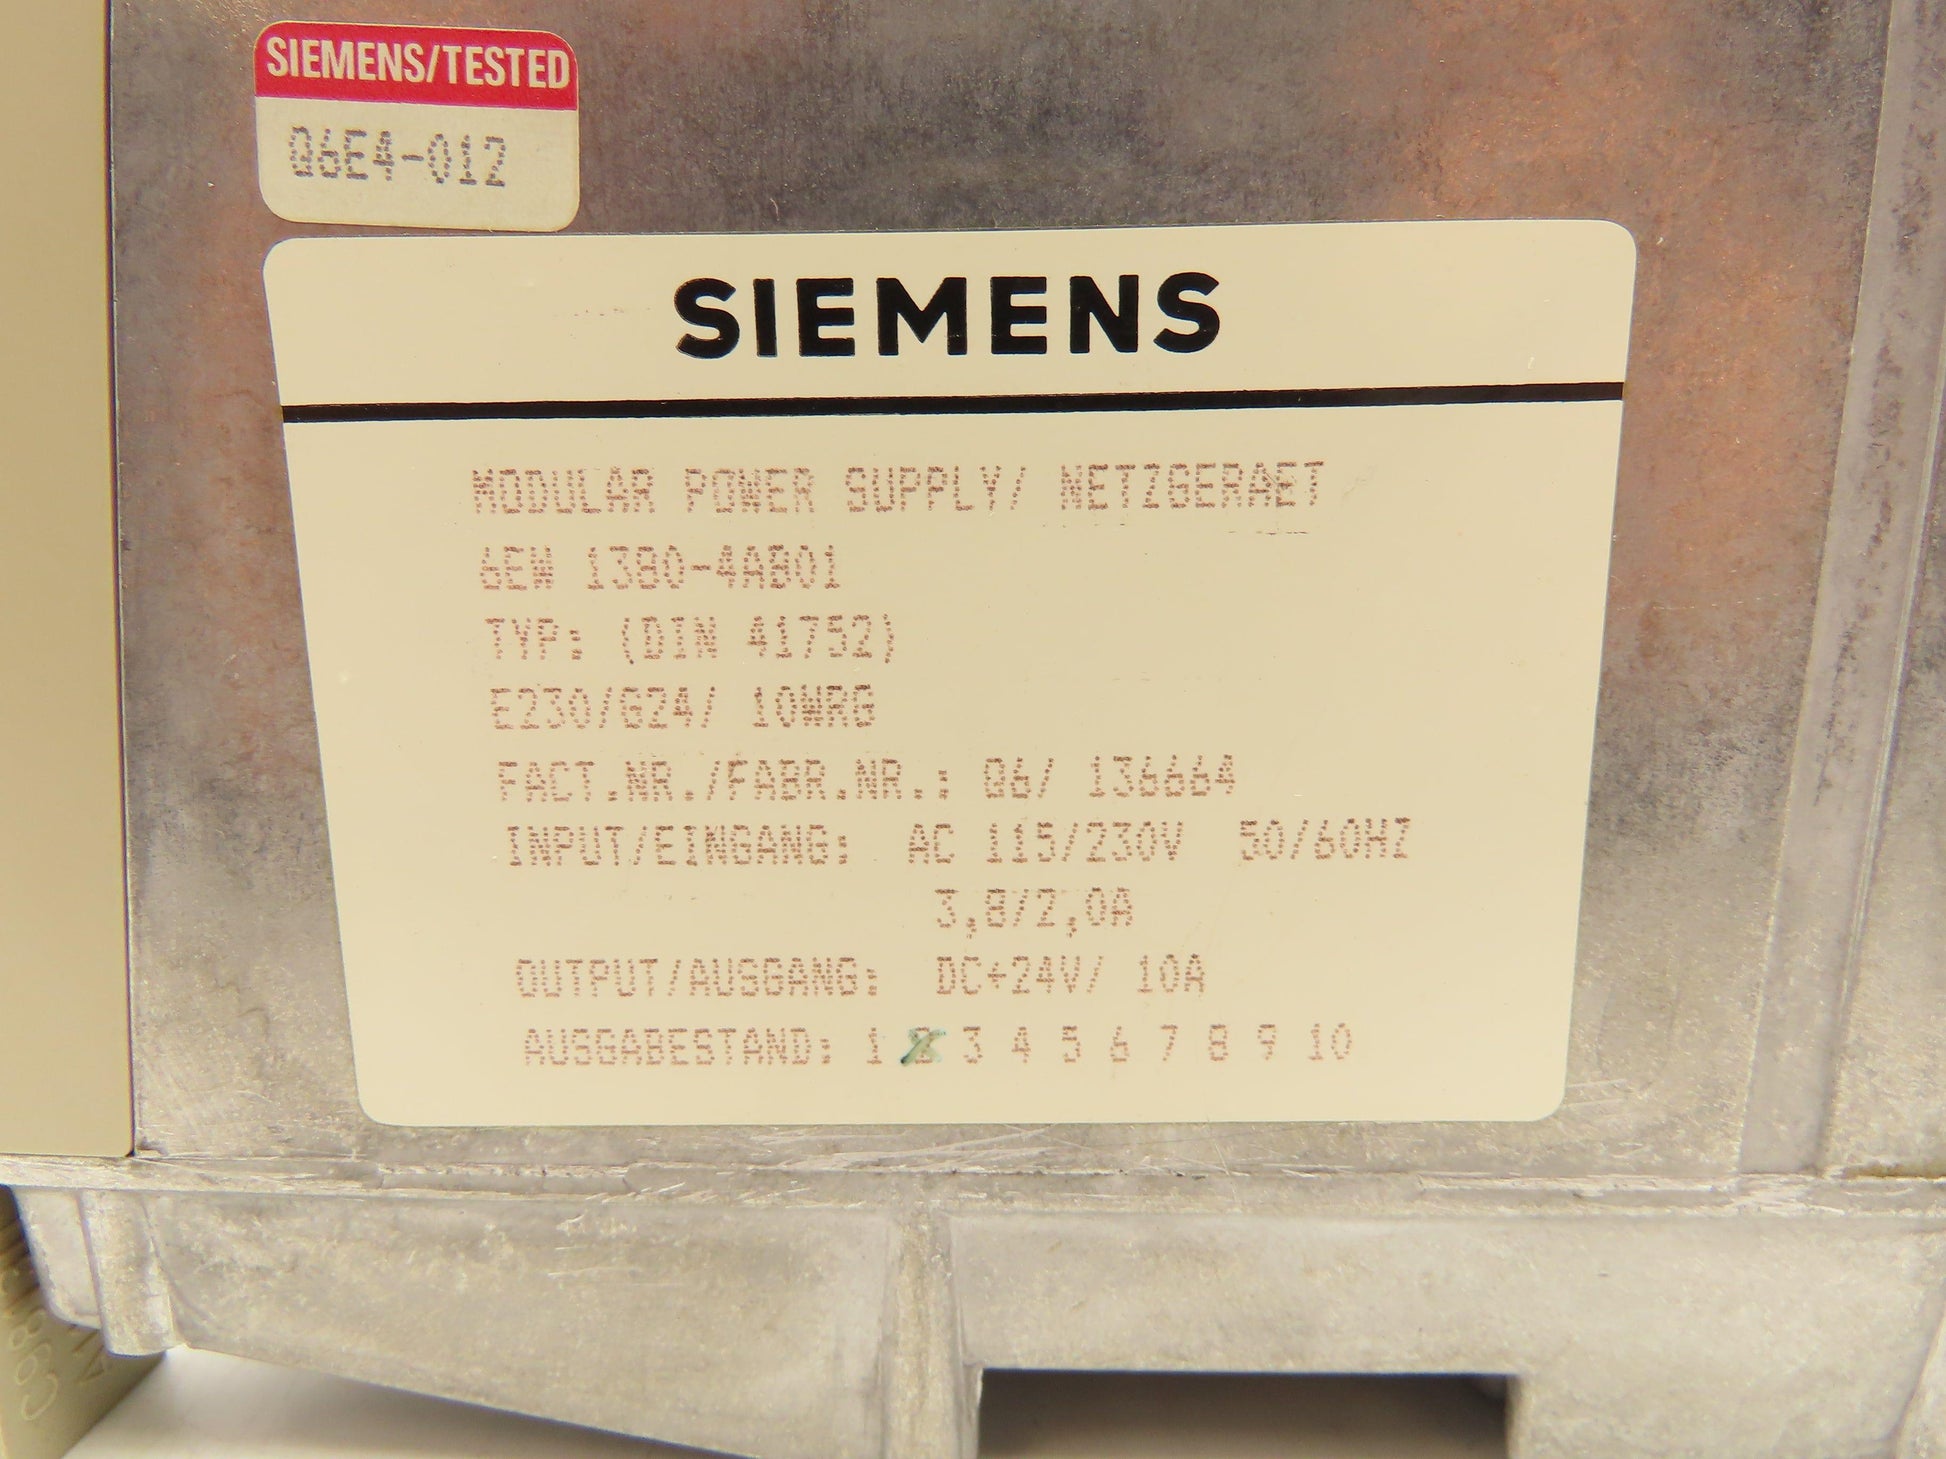 SIEMENS/TESTED
Q6E4-012
SIEMENS
MODULAR POWER SUPPLY/ NETZGERAET
6EW 1380-4AB01
TYP: (DIN 41752)
E230/G24/ 10WRG
FACT.NR./FABR.NR.:
INPUT/EINGANG: AC 115/230V 50/60HZ
3,8/2,0A
OUTPUT/AUSGANG: DC+24V/ 10A
AUSGABESTAND: 1 2 3 4 5 6 7 8 9 10